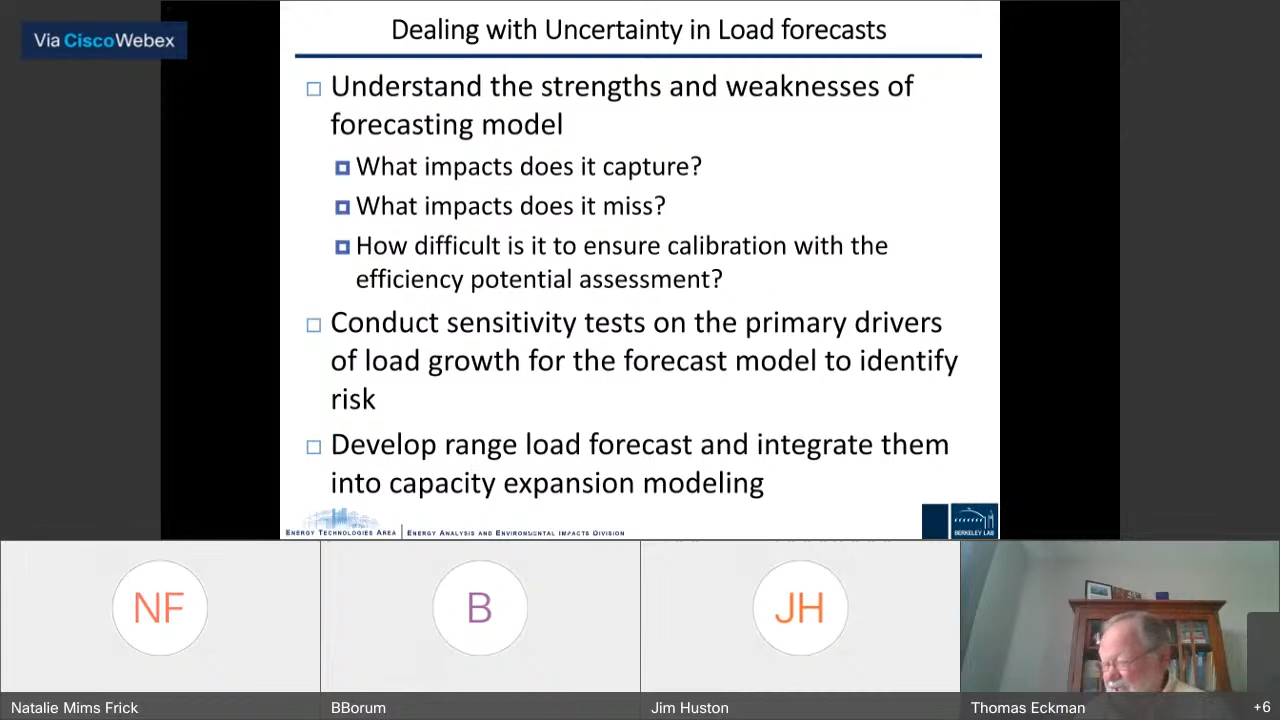 Via CiscoWebex
Dealing with Uncertainty in Load forecasts
Understand the strengths and weaknesses of
forecasting model
What impacts does it capture?
What impacts does it miss?
How difficult is it to ensure calibration with the
efficiency potential assessment?
Conduct sensitivity tests on the primary drivers
of load growth for the forecast model to identify
risk
Develop range load forecast and integrate them
into capacity expansion modeling
ENERGY TECHNOLOGIES AREA
ENERGY ANALYSIS AND ENVIRONMENTAL IMPACTS DIVISION
BERKELEY LAB
NF
B
JH
Natalie Mims Frick
BBorum
Jim Huston
Thomas Eckman
+6